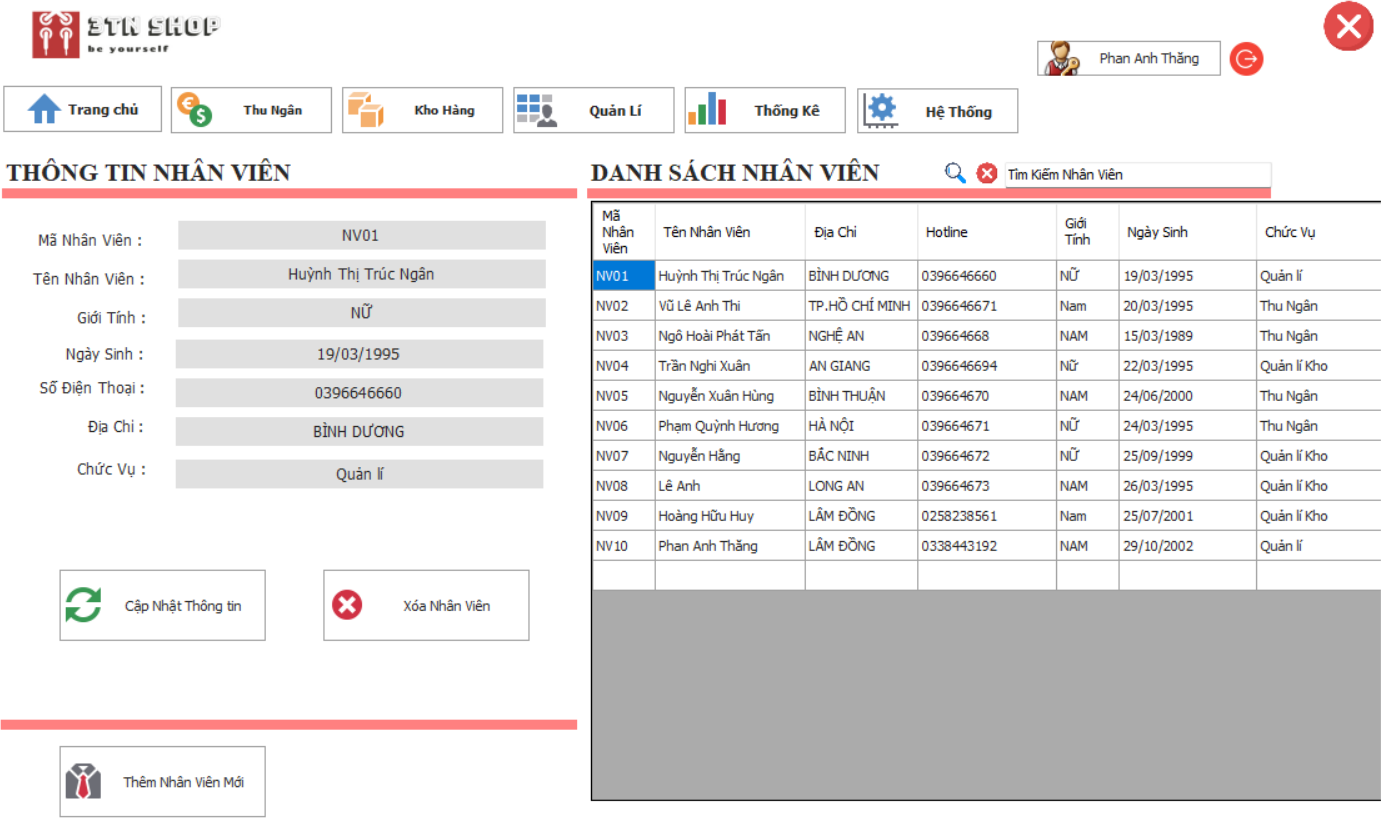 3TN SHOP
be yourself
Phan Anh Thăng
Trang chủ
Thu Ngân
Kho Hàng
Quản Lí
Thống Kê
Hệ Thống
THÔNG TIN NHÂN VIÊN
DANH SÁCH NHÂN VIÊN
Tìm Kiếm Nhân Viên
Mã Nhân Viên : NV01
Tên Nhân Viên : Huỳnh Thị Trúc Ngân
Giới Tính : NỮ
Ngày Sinh : 19/03/1995
Số Điện Thoại : 0396646660
Địa Chỉ : BÌNH DƯƠNG
Chức Vụ : Quản lí
Cập Nhật Thông tin
Xóa Nhân Viên
Thêm Nhân Viên Mới
Mã Nhân Viên Tên Nhân Viên Địa Chỉ Hotline Giới Tính Ngày Sinh Chức Vụ
NV01 Huỳnh Thị Trúc Ngân BÌNH DƯƠNG 0396646660 NỮ 19/03/1995 Quản lí
NV02 Vũ Lê Anh Thi TP.HỒ CHÍ MINH 0396646671 Nam 20/03/1995 Thu Ngân
NV03 Ngô Hoài Phát Tấn NGHỆ AN 039664668 NAM 15/03/1989 Thu Ngân
NV04 Trần Nghi Xuân AN GIANG 0396646694 Nữ 22/03/1995 Quản lí Kho
NV05 Nguyễn Xuân Hùng BÌNH THUẬN 039664670 NAM 24/06/2000 Thu Ngân
NV06 Phạm Quỳnh Hương HÀ NỘI 039664671 NỮ 24/03/1995 Thu Ngân
NV07 Nguyễn Hằng BẮC NINH 039664672 NỮ 25/09/1999 Quản lí Kho
NV08 Lê Anh LONG AN 039664673 NAM 26/03/1995 Quản lí Kho
NV09 Hoàng Hữu Huy LÂM ĐỒNG 0258238561 Nam 25/07/2001 Quản lí Kho
NV10 Phan Anh Thăng LÂM ĐỒNG 0338443192 NAM 29/10/2002 Quản lí